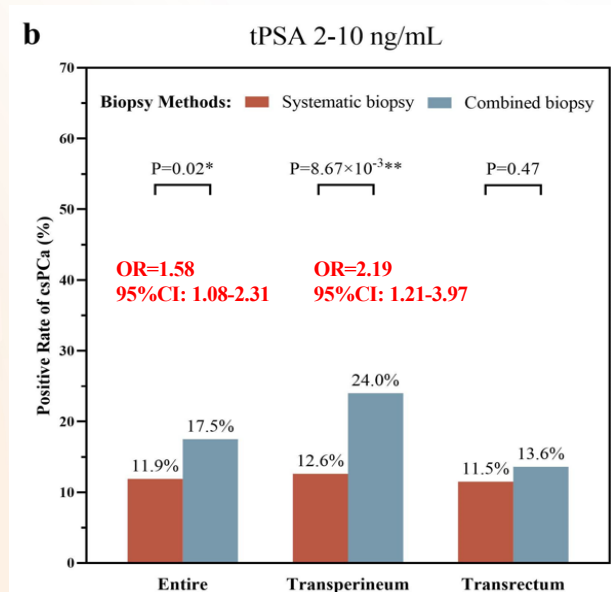 b
tPSA 2-10 ng/mL
Positive Rate of csPCa (%)
70
60
50
40
30
20
10
0
Biopsy Methods: Systematic biopsy Combined biopsy
P=0.02* P=8.67×10⁻³** P=0.47
OR=1.58 OR=2.19
95%CI: 1.08-2.31 95%CI: 1.21-3.97
11.9% 17.5% 12.6% 24.0% 11.5% 13.6%
Entire Transperineum Transrectum